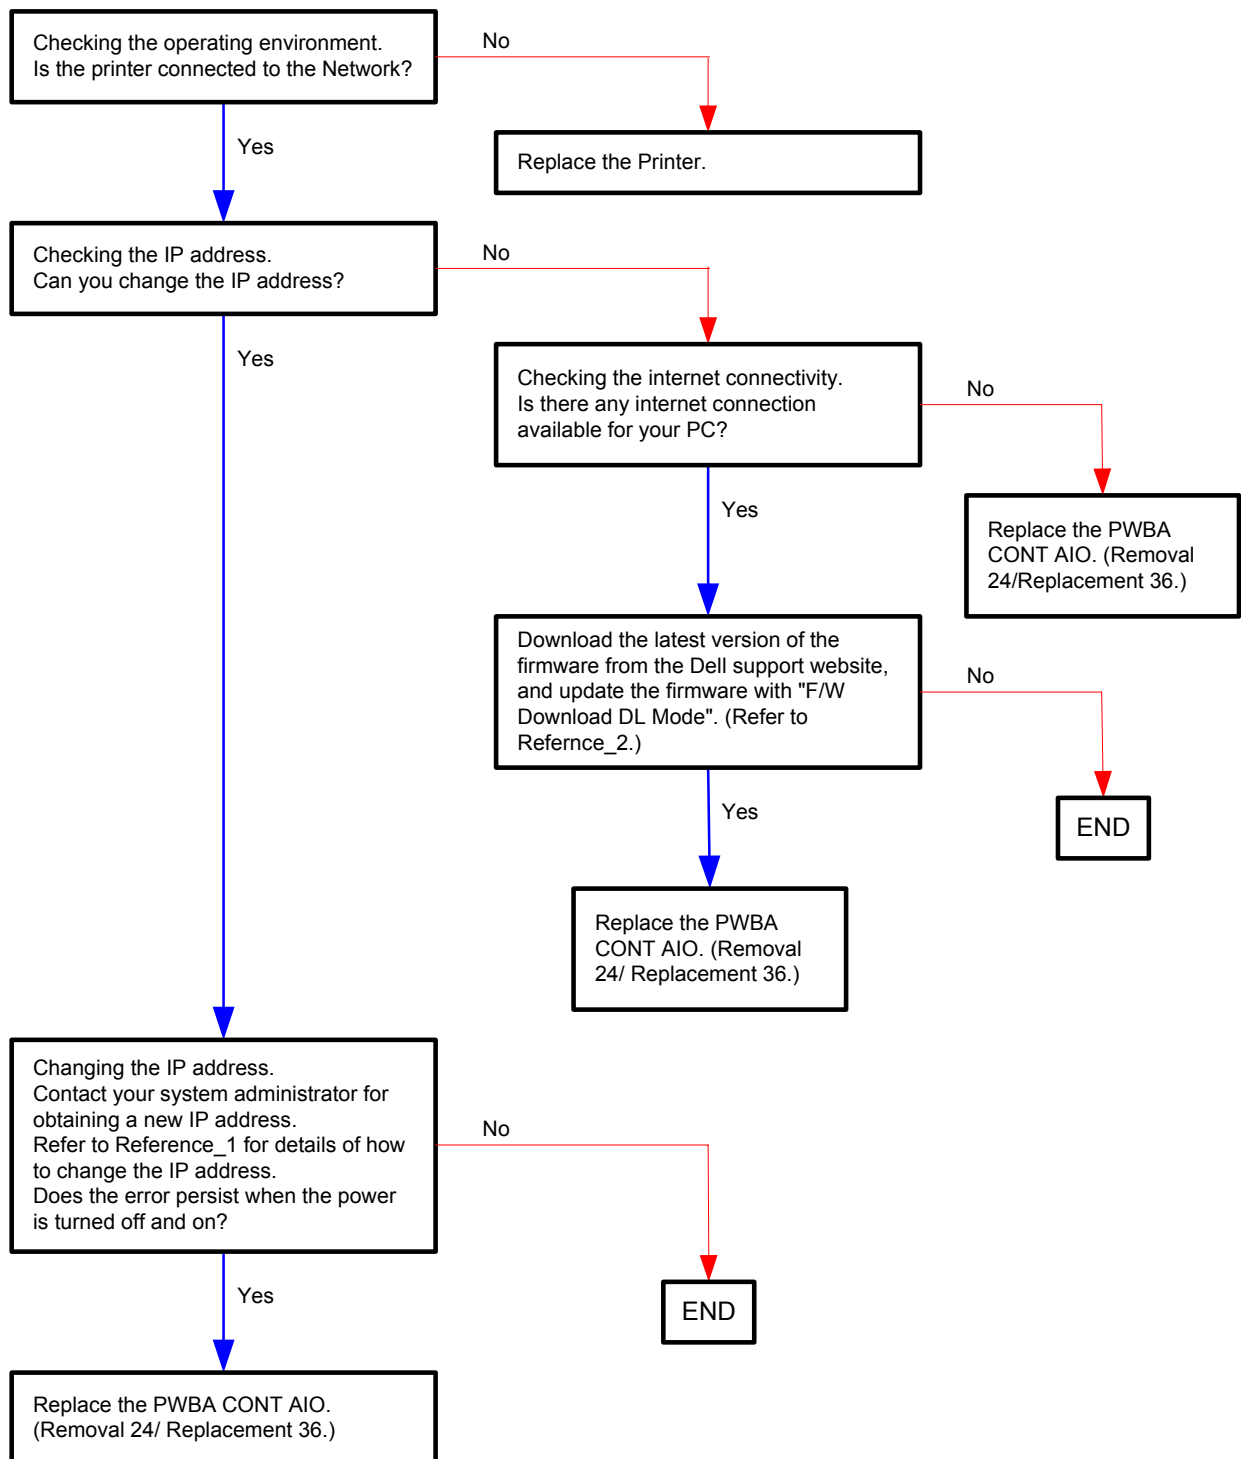 Checking the operating environment.
Is the printer connected to the Network?
No
Yes
Replace the Printer.
Checking the IP address.
Can you change the IP address?
No
Yes
Checking the internet connectivity.
Is there any internet connection
available for your PC?
No
Yes
Replace the PWBA
CONT AIO. (Removal
24/Replacement 36.)
Download the latest version of the
firmware from the Dell support website,
and update the firmware with "F/W
Download DL Mode". (Refer to
Refernce_2.)
No
Yes
END
Replace the PWBA
CONT AIO. (Removal
24/ Replacement 36.)
Changing the IP address.
Contact your system administrator for
obtaining a new IP address.
Refer to Reference_1 for details of how
to change the IP address.
Does the error persist when the power
is turned off and on?
No
Yes
END
Replace the PWBA CONT AIO.
(Removal 24/ Replacement 36.)